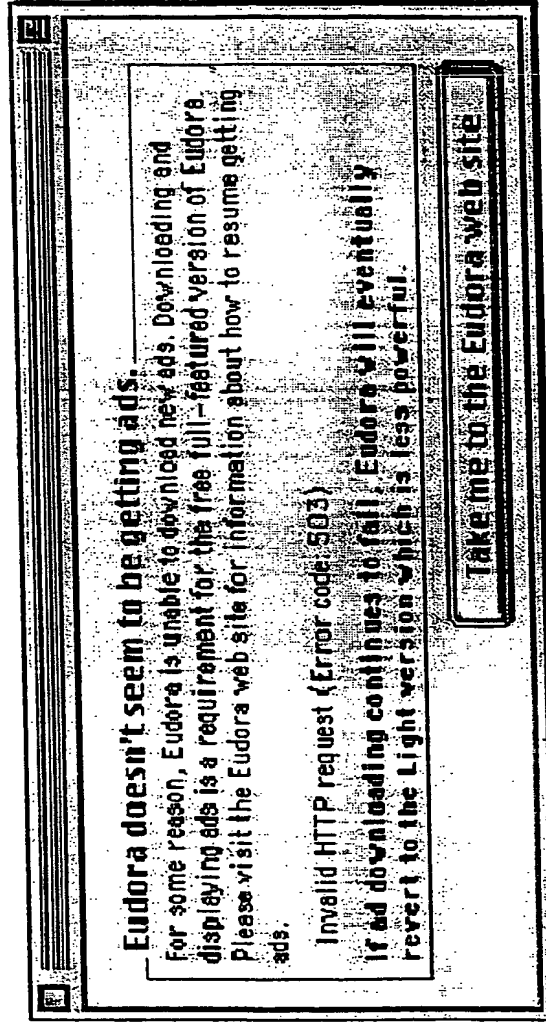 Eudora doesn't seem to be getting ads.
For some reason, Eudora is unable to download new ads. Downloading and
displaying ads is a requirement for the free full-featured version of Eudora.
Please visit the Eudora web site for information about how to resume getting
ads.
Invalid HTTP request (Error code 503)
If ad downloading continues to fail, Eudora will eventually
revert to the Light version which is less powerful.
Take me to the Eudora web site